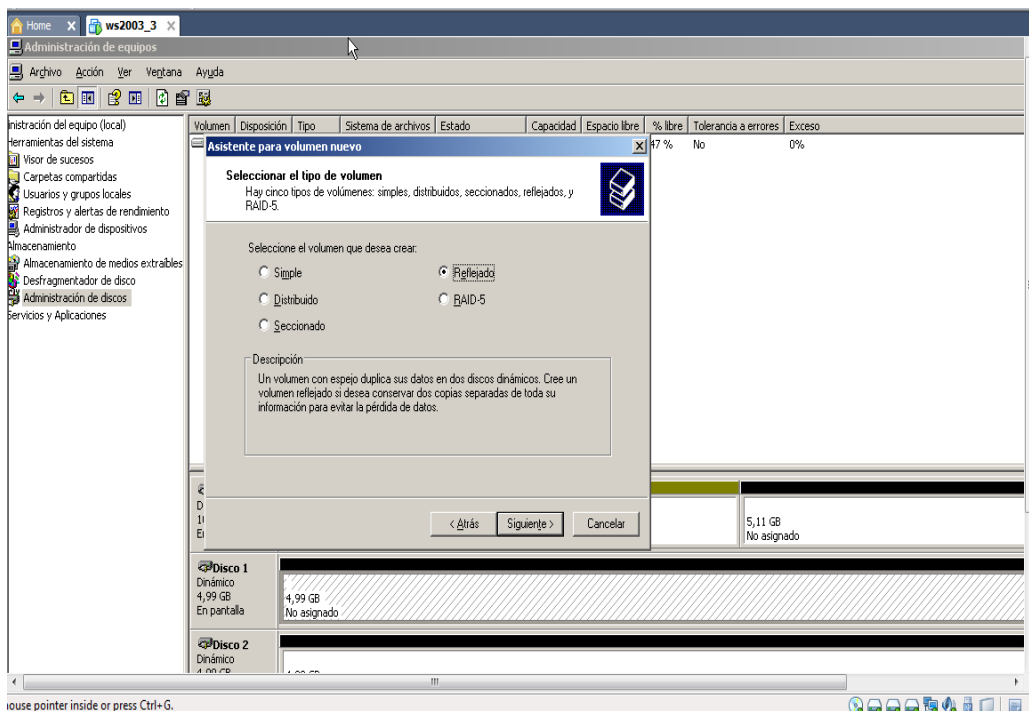 Home
ws2003_3
Administración de equipos
Archivo Acción Ver Ventana Ayuda
inistración del equipo (local)
Herramientas del sistema
Visor de sucesos
Carpetas compartidas
Usuarios y grupos locales
Registros y alertas de rendimiento
Administrador de dispositivos
Almacenamiento
Almacenamiento de medios extraíbles
Desfragmentador de disco
Administración de discos
Servicios y Aplicaciones
Volumen Disposición Tipo Sistema de archivos Estado Capacidad Espacio libre % libre Tolerancia a errores Exceso
47 % No 0%
Asistente para volumen nuevo
Seleccionar el tipo de volumen
Hay cinco tipos de volúmenes: simples, distribuidos, seccionados, reflejados, y
RAID-5.
Seleccione el volumen que desea crear:
Simple
Reflejado
Distribuido
RAID-5
Seccionado
Descripción
Un volumen con espejo duplica sus datos en dos discos dinámicos. Cree un
volumen reflejado si desea conservar dos copias separadas de toda su
información para evitar la pérdida de datos.
< Atrás Siguiente > Cancelar
5,11 GB
No asignado
Disco 1
Dinámico
4,99 GB
En pantalla
4,99 GB
No asignado
Disco 2
Dinámico
4,99 GB
4,99 GB
mouse pointer inside or press Ctrl+G.